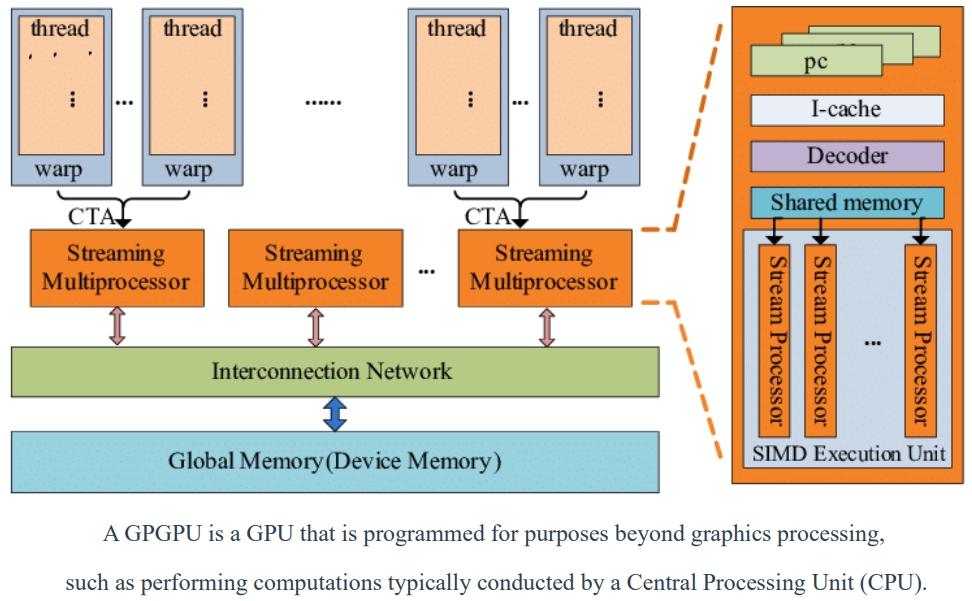 thread
thread
thread
thread
warp
warp
warp
warp
CTA
CTA
Streaming
Multiprocessor
Streaming
Multiprocessor
Streaming
Multiprocessor
Interconnection Network
Global Memory(Device Memory)
pc
I-cache
Decoder
Shared memory
Stream Processor
Stream Processor
Stream Processor
SIMD Execution Unit
A GPGPU is a GPU that is programmed for purposes beyond graphics processing,
such as performing computations typically conducted by a Central Processing Unit (CPU).